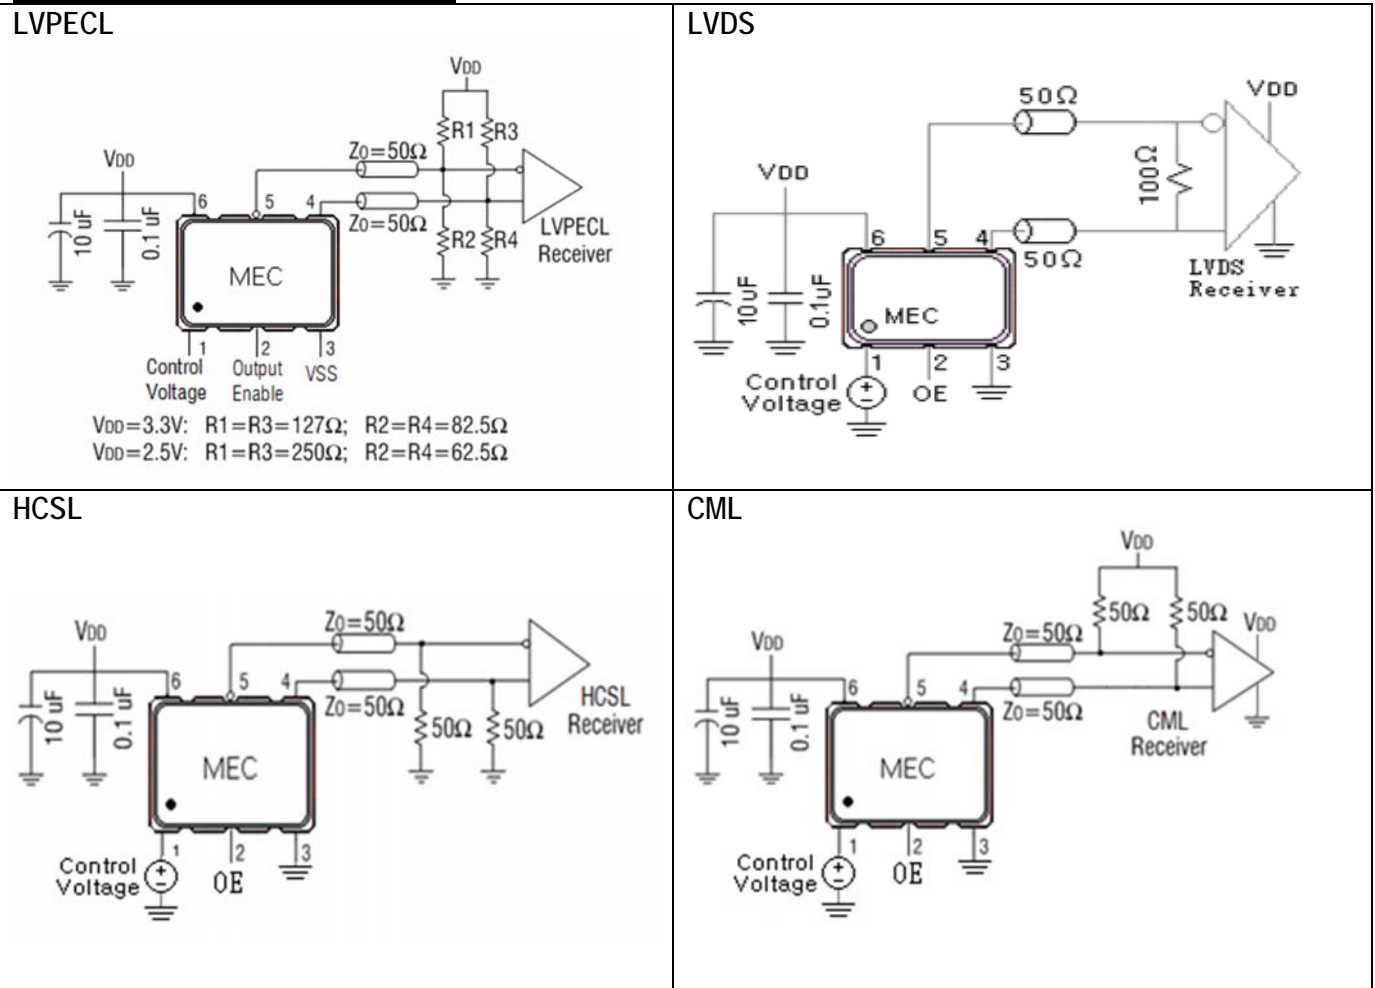 LVPECL
VDD
R1
R3
Z0=50Ω
VDD
6
5
4
Z0=50Ω
10 uF
0.1 uF
R2
R4
LVPECL
Receiver
MEC
1
2
3
Control
Voltage
Output
Enable
VSS
VDD=3.3V: R1=R3=127Ω; R2=R4=82.5Ω
VDD=2.5V: R1=R3=250Ω; R2=R4=62.5Ω
LVDS
50Ω
VDD
100Ω
VDD
6
5
4
50Ω
LVDS
Receiver
10uF
0.1uF
MEC
1
2
3
Control
Voltage
OE
HCSL
Z0=50Ω
VDD
6
5
4
Z0=50Ω
10 uF
0.1 uF
50Ω
50Ω
HCSL
Receiver
MEC
1
2
3
Control
Voltage
OE
CML
VDD
50Ω
50Ω
Z0=50Ω
VDD
VDD
6
5
4
Z0=50Ω
10 uF
0.1 uF
CML
Receiver
MEC
1
2
3
Control
Voltage
OE